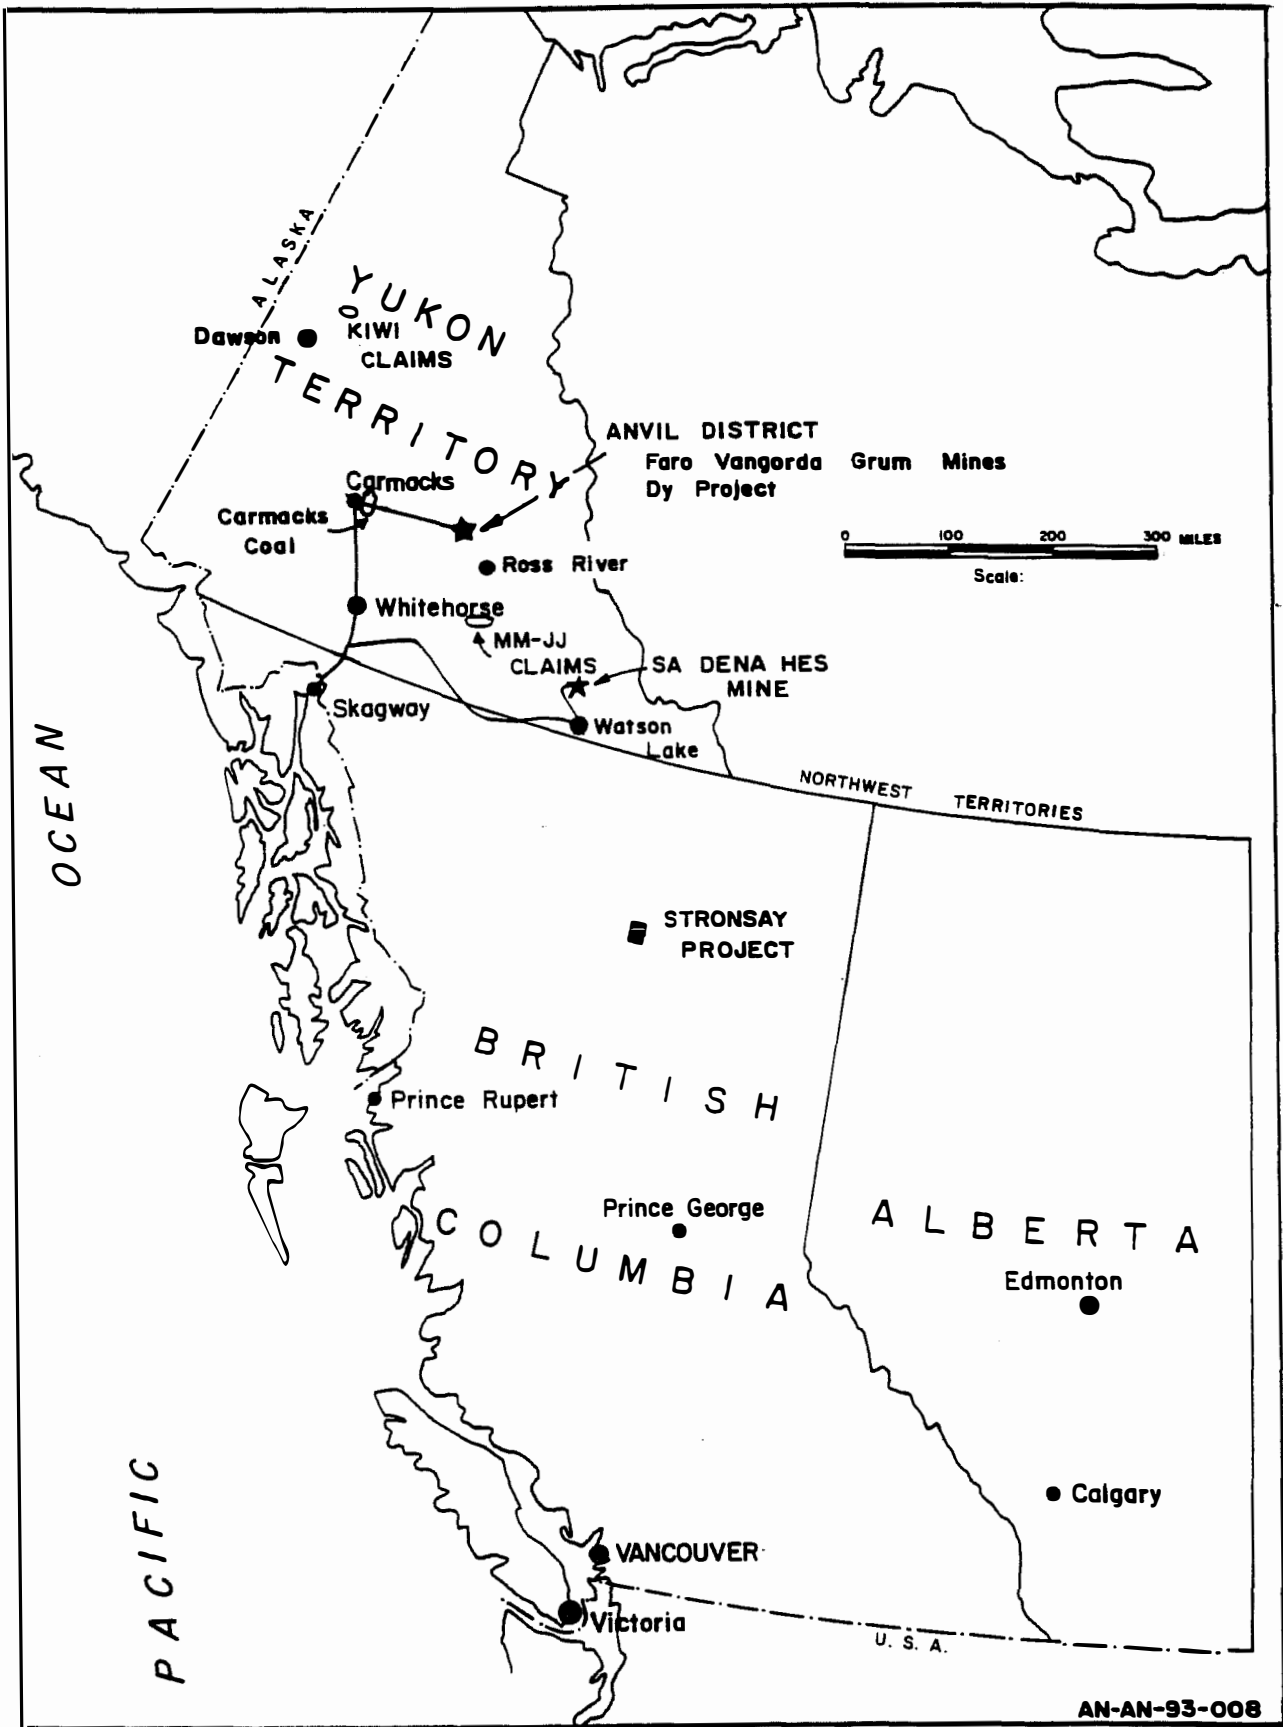 ALASKA
YUKON
TERRITORY
Dawson
KIWI
CLAIMS
ANVIL DISTRICT
Faro Vangorda Grum Mines
Dy Project
Carmacks
Carmacks
Coal
0 100 200 300 MILES
Scale:
Ross River
Whitehorse
MM-JJ
CLAIMS
SA DENA HES
MINE
Skagway
Watson
Lake
NORTHWEST TERRITORIES
STRONSAY
PROJECT
BRITISH
COLUMBIA
Prince Rupert
Prince George
ALBERTA
Edmonton
Calgary
VANCOUVER
Victoria
U. S. A.
PACIFIC
OCEAN
AN-AN-93-008